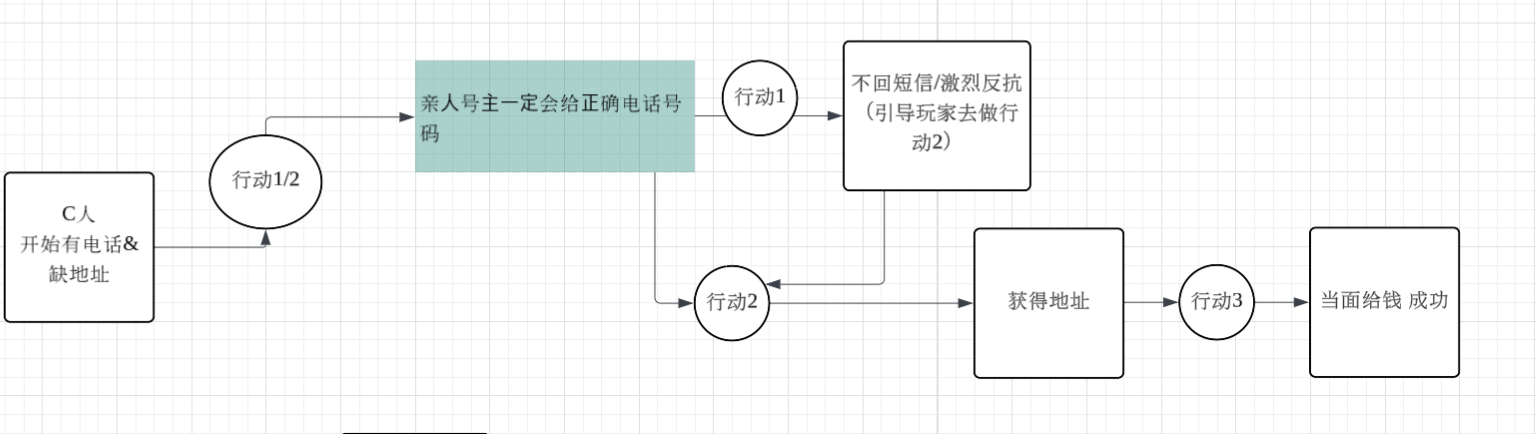 C人
开始有电话&
缺地址
行动1/2
亲人号主一定会给正确电话号
码
行动1
不回短信/激烈反抗
（引导玩家去做行
动2）
行动2
获得地址
行动3
当面给钱 成功